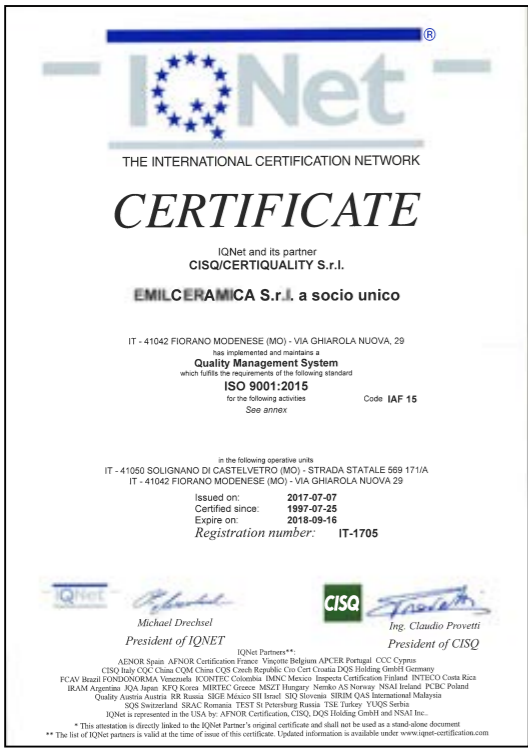 IQNet ®
THE INTERNATIONAL CERTIFICATION NETWORK
CERTIFICATE
IQNet and its partner
CISQ/CERTIQUALITY S.r.l.
EMILCERAMICA S.r.l. a socio unico
IT - 41042 FIORANO MODENESE (MO) - VIA GHIAROLA NUOVA, 29
has implemented and maintains a
Quality Management System
which fulfills the requirements of the following standard
ISO 9001:2015
for the following activities Code IAF 15
See annex
in the following operative units
IT - 41050 SOLIGNANO DI CASTELVETRO (MO) - STRADA STATALE 569 171/A
IT - 41042 FIORANO MODENESE (MO) - VIA GHIAROLA NUOVA 29
Issued on: 2017-07-07
Certified since: 1997-07-25
Expire on: 2018-09-16
Registration number: IT-1705
IQNet
CISQ
Michael Drechsel
President of IQNET
Ing. Claudio Provetti
President of CISQ
IQNet Partners**:
AENOR Spain AFNOR Certification France Vinçotte Belgium APCER Portugal CCC Cyprus
CISQ Italy CQC China CQM China CQS Czech Republic Cro Cert Croatia DQS Holding GmbH Germany
FCAV Brazil FONDONORMA Venezuela ICONTEC Colombia IMNC Mexico Inspecta Certification Finland INTECO Costa Rica
IRAM Argentina JQA Japan KFQ Korea MIRTEC Greece MSZT Hungary Nemko AS Norway NSAI Ireland PCBC Poland
Quality Austria Austria RR Russia SIGE México SII Israel SIQ Slovenia SIRIM QAS International Malaysia
SQS Switzerland SRAC Romania TEST St Petersburg Russia TSE Turkey YUQS Serbia
IQNet is represented in the USA by: AFNOR Certification, CISQ, DQS Holding GmbH and NSAI Inc..
* This attestation is directly linked to the IQNet Partner's original certificate and shall not be used as a stand-alone document
** The list of IQNet partners is valid at the time of issue of this certificate. Updated information is available under www.iqnet-certification.com